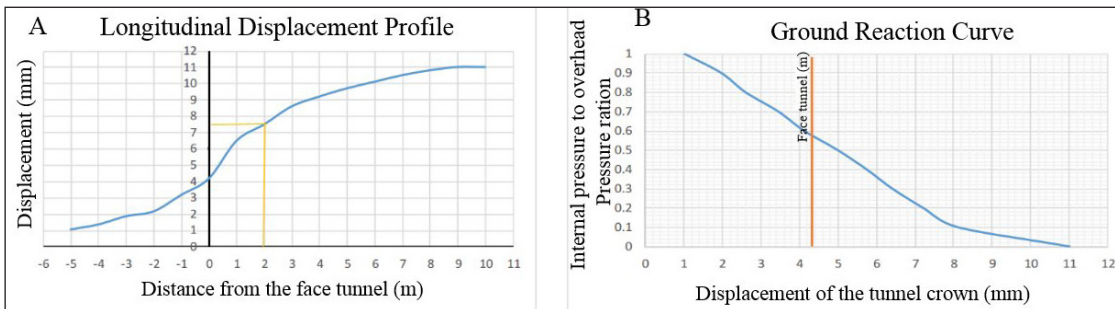 A
Longitudinal Displacement Profile
Displacement (mm)
12
11
10
9
8
7
6
5
4
3
2
1
0
-6 -5 -4 -3 -2 -1 0 1 2 3 4 5 6 7 8 9 10 11
Distance from the face tunnel (m)
B
Ground Reaction Curve
Internal pressure to overhead
Pressure ration
1
0.9
0.8
0.7
0.6
0.5
0.4
0.3
0.2
0.1
0
Face tunnel (m)
0 1 2 3 4 5 6 7 8 9 10 11 12
Displacement of the tunnel crown (mm)